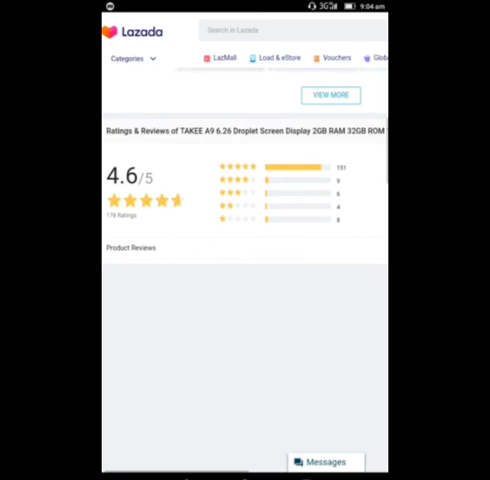 3G 9:04 am
Lazada
Search in Lazada
Categories
LazMall Load & eStore Vouchers Glob
VIEW MORE
Ratings & Reviews of TAKEE A9 6.26 Droplet Screen Display 2GB RAM 32GB ROM
4.6/5
178 Ratings
151
9
6
4
8
Product Reviews
Messages